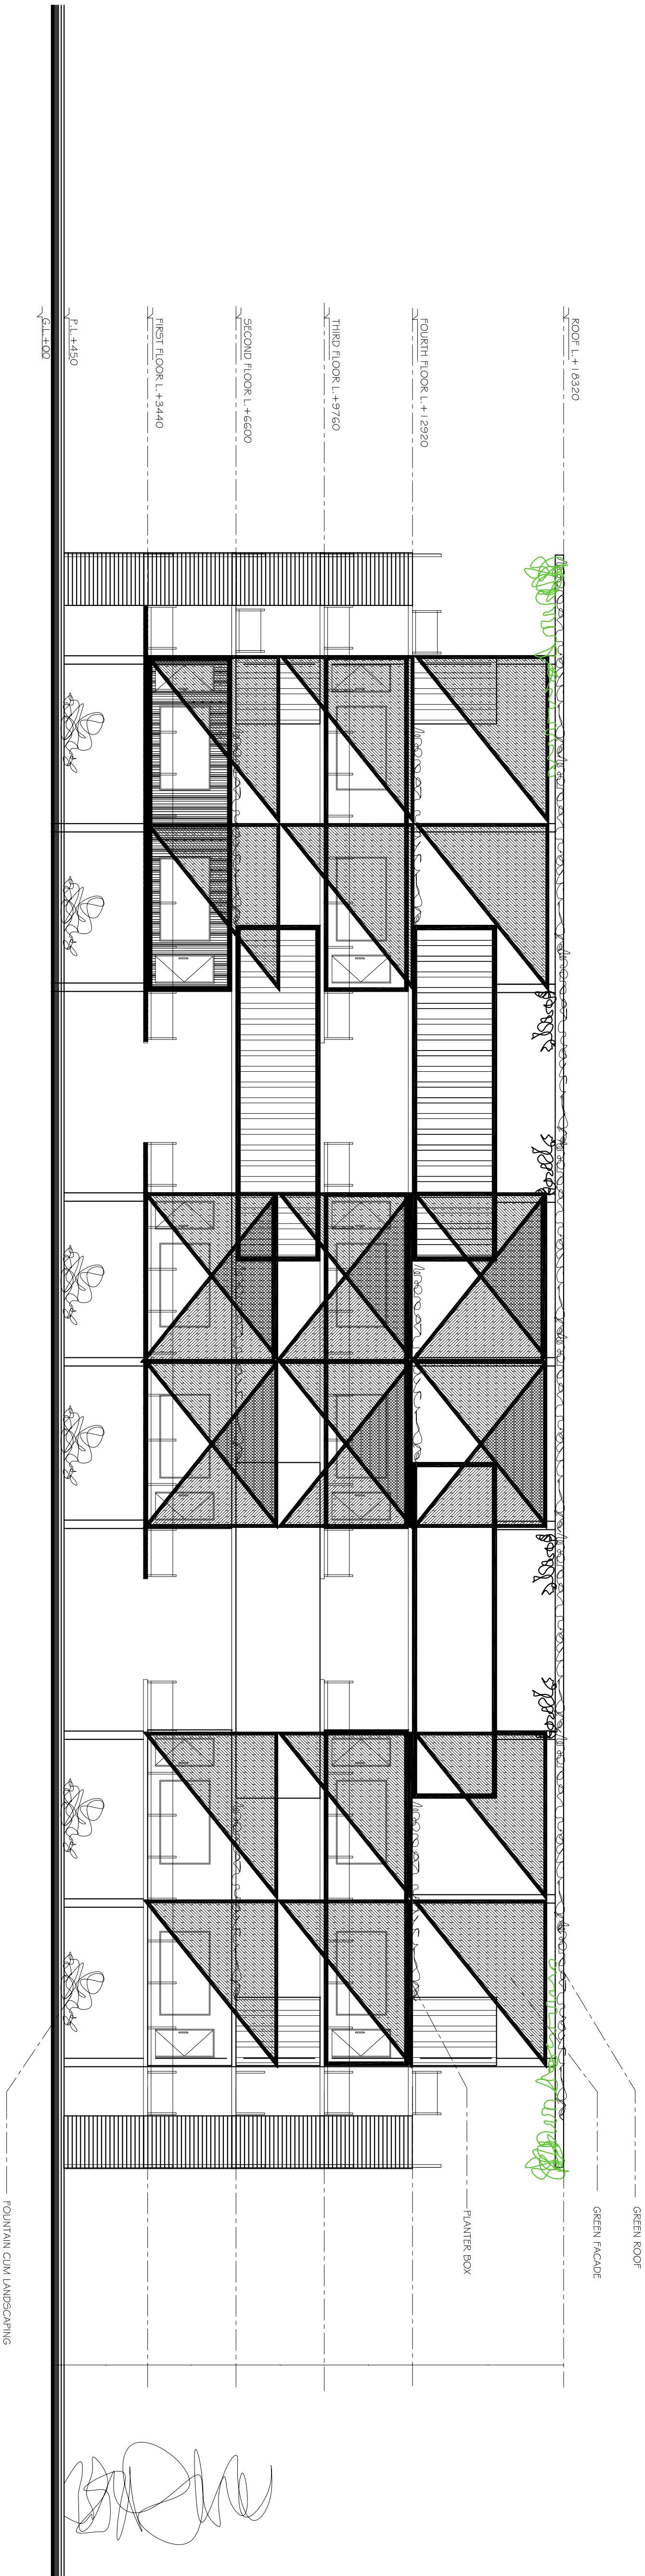 ROOF L.+18320
FOURTH FLOOR L.+12920
THIRD FLOOR L.+9760
SECOND FLOOR L.+6600
FIRST FLOOR L.+3440
P.L.+450
G.L.+00
GREEN ROOF
GREEN FACADE
PLANTER BOX
FOUNTAIN CUM LANDSCAPING